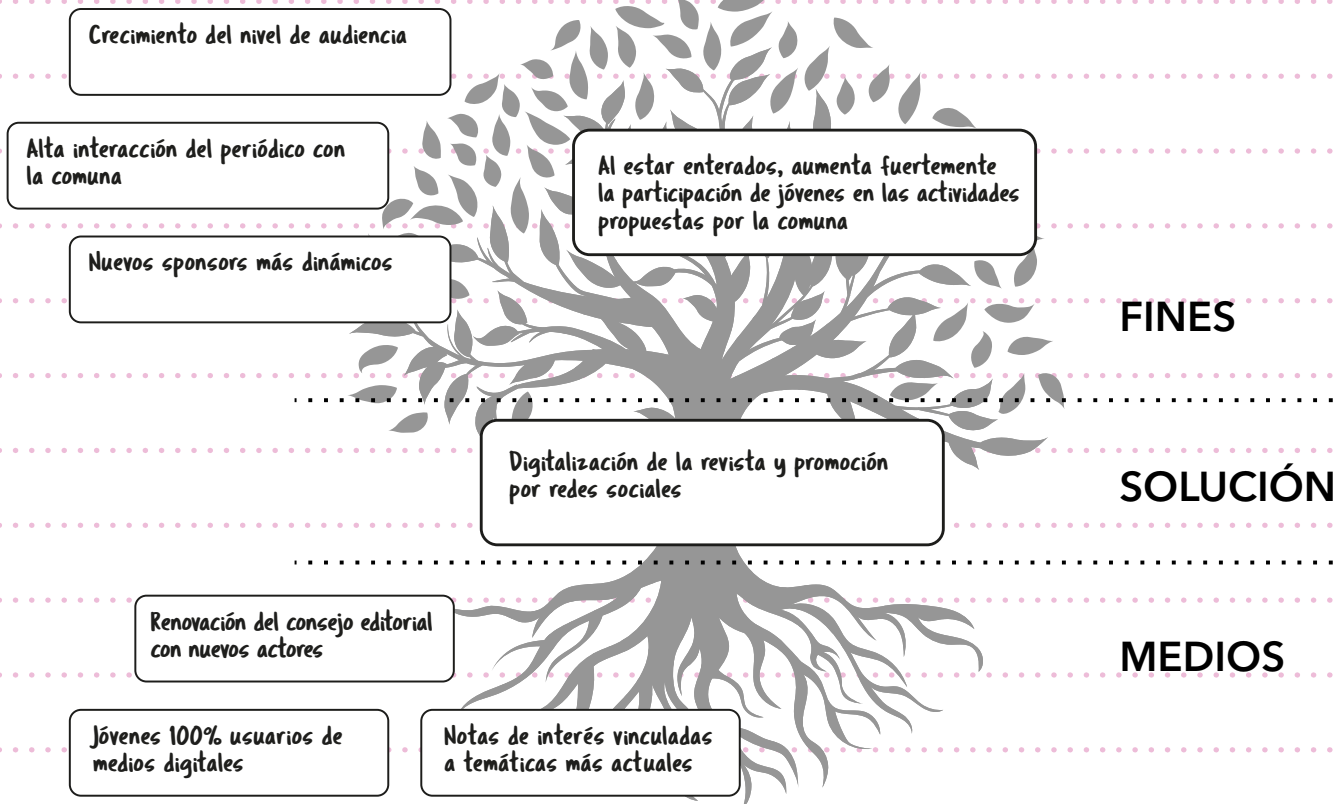 Crecimiento del nivel de audiencia
Alta interacción del periódico con
la comuna
Al estar enterados, aumenta fuertemente
la participación de jóvenes en las actividades
propuestas por la comuna
Nuevos sponsors más dinámicos
FINES
Digitalización de la revista y promoción
por redes sociales
SOLUCIÓN
Renovación del consejo editorial
con nuevos actores
MEDIOS
Jóvenes 100% usuarios de
medios digitales
Notas de interés vinculadas
a temáticas más actuales